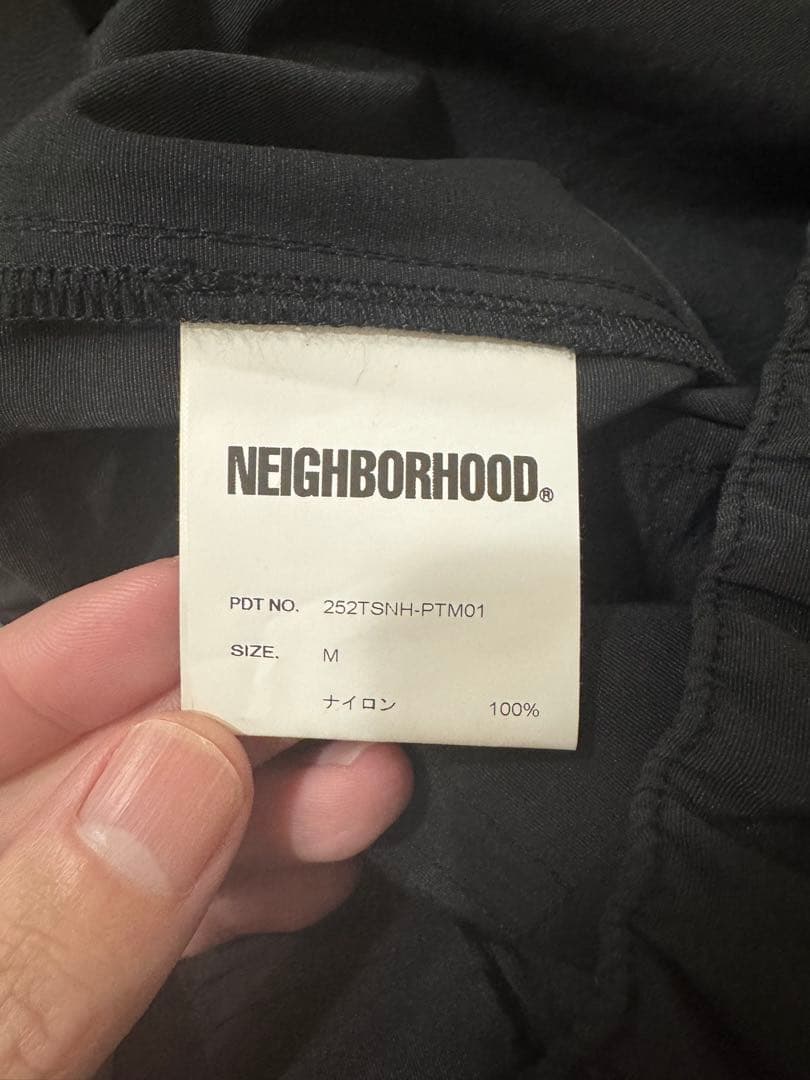 NEIGHBORHOOD®
PDT NO. 252TSNH-PTM01
SIZE. M
ナイロン 100%